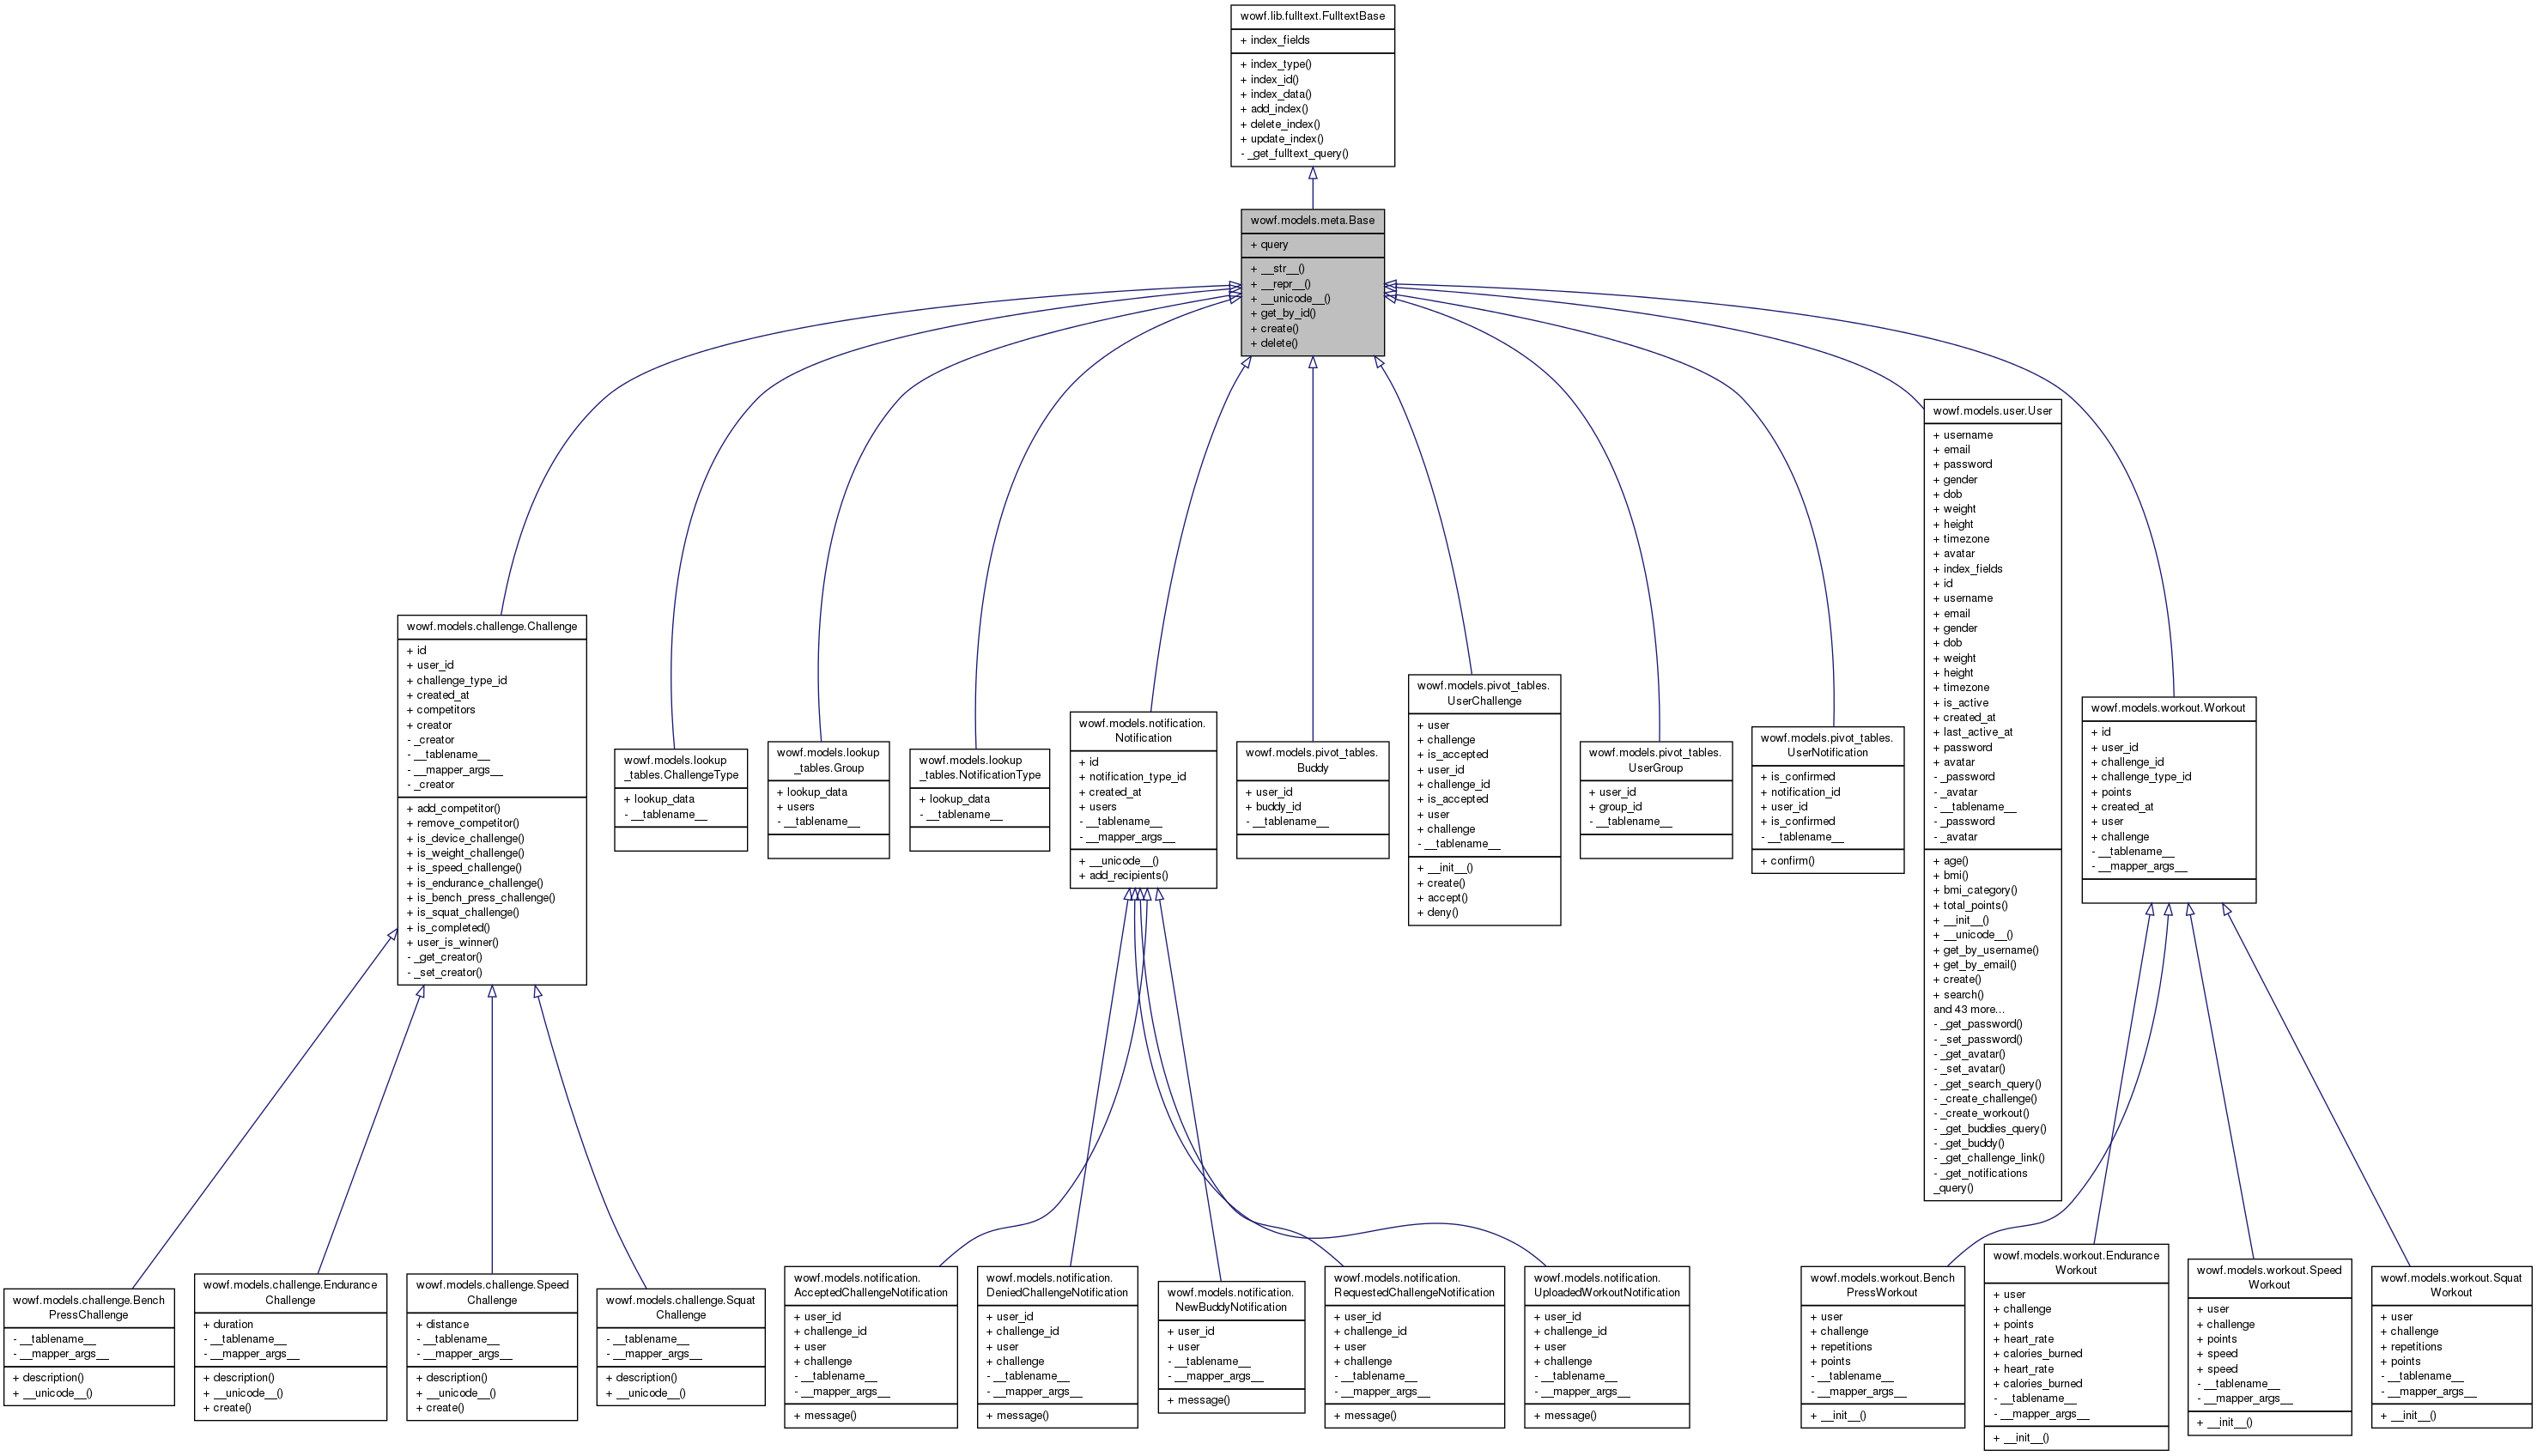 wowf.lib.fulltext.FulltextBase
+ index_fields
+ index_type()
+ index_id()
+ index_data()
+ add_index()
+ delete_index()
+ update_index()
- _get_fulltext_query()
wowf.models.meta.Base
+ query
+ __str__()
+ __repr__()
+ __unicode__()
+ get_by_id()
+ create()
+ delete()
wowf.models.challenge.Challenge
+ id
+ user_id
+ challenge_type_id
+ created_at
+ competitors
+ creator
- _creator
- __tablename__
- __mapper_args__
- _creator
+ add_competitor()
+ remove_competitor()
+ is_device_challenge()
+ is_weight_challenge()
+ is_speed_challenge()
+ is_endurance_challenge()
+ is_bench_press_challenge()
+ is_squat_challenge()
+ is_completed()
+ user_is_winner()
- _get_creator()
- _set_creator()
wowf.models.lookup
_tables.ChallengeType
+ lookup_data
- __tablename__
wowf.models.lookup
_tables.Group
+ lookup_data
+ users
- __tablename__
wowf.models.lookup
_tables.NotificationType
+ lookup_data
- __tablename__
wowf.models.notification.
Notification
+ id
+ notification_type_id
+ created_at
+ users
- __tablename__
- __mapper_args__
+ __unicode__()
+ add_recipients()
wowf.models.pivot_tables.
Buddy
+ user_id
+ buddy_id
- __tablename__
wowf.models.pivot_tables.
UserChallenge
+ user
+ challenge
+ is_accepted
+ user_id
+ challenge_id
+ is_accepted
+ user
+ challenge
- __tablename__
+ __init__()
+ create()
+ accept()
+ deny()
wowf.models.pivot_tables.
UserGroup
+ user_id
+ group_id
- __tablename__
wowf.models.pivot_tables.
UserNotification
+ is_confirmed
+ notification_id
+ user_id
+ is_confirmed
- __tablename__
+ confirm()
wowf.models.user.User
+ username
+ email
+ password
+ gender
+ dob
+ weight
+ height
+ timezone
+ avatar
+ index_fields
+ id
+ username
+ email
+ gender
+ dob
+ weight
+ height
+ timezone
+ is_active
+ created_at
+ last_active_at
+ password
+ avatar
- _password
- _avatar
- __tablename__
- _password
- _avatar
+ age()
+ bmi()
+ bmi_category()
+ total_points()
+ __init__()
+ __unicode__()
+ get_by_username()
+ get_by_email()
+ create()
+ search()
and 43 more...
- _get_password()
- _set_password()
- _get_avatar()
- _set_avatar()
- _get_search_query()
- _create_challenge()
- _create_workout()
- _get_buddies_query()
- _get_buddy()
- _get_challenge_link()
- _get_notifications
_query()
wowf.models.workout.Workout
+ id
+ user_id
+ challenge_id
+ challenge_type_id
+ points
+ created_at
+ user
+ challenge
- __tablename__
- __mapper_args__
wowf.models.challenge.Bench
PressChallenge
- __tablename__
- __mapper_args__
+ description()
+ __unicode__()
wowf.models.challenge.Endurance
Challenge
+ duration
- __tablename__
- __mapper_args__
+ description()
+ __unicode__()
+ create()
wowf.models.challenge.Speed
Challenge
+ distance
- __tablename__
- __mapper_args__
+ description()
+ __unicode__()
+ create()
wowf.models.challenge.Squat
Challenge
- __tablename__
- __mapper_args__
+ description()
+ __unicode__()
wowf.models.notification.
AcceptedChallengeNotification
+ user_id
+ challenge_id
+ user
+ challenge
- __tablename__
- __mapper_args__
+ message()
wowf.models.notification.
DeniedChallengeNotification
+ user_id
+ challenge_id
+ user
+ challenge
- __tablename__
- __mapper_args__
+ message()
wowf.models.notification.
NewBuddyNotification
+ user_id
+ user
- __tablename__
- __mapper_args__
+ message()
wowf.models.notification.
RequestedChallengeNotification
+ user_id
+ challenge_id
+ user
+ challenge
- __tablename__
- __mapper_args__
+ message()
wowf.models.notification.
UploadedWorkoutNotification
+ user_id
+ challenge_id
+ user
+ challenge
- __tablename__
- __mapper_args__
+ message()
wowf.models.workout.Bench
PressWorkout
+ user
+ challenge
+ repetitions
+ points
- __tablename__
- __mapper_args__
+ __init__()
wowf.models.workout.Endurance
Workout
+ user
+ challenge
+ points
+ heart_rate
+ calories_burned
+ heart_rate
+ calories_burned
- __tablename__
- __mapper_args__
+ __init__()
wowf.models.workout.Speed
Workout
+ user
+ challenge
+ points
+ speed
+ speed
- __tablename__
- __mapper_args__
+ __init__()
wowf.models.workout.Squat
Workout
+ user
+ challenge
+ repetitions
+ points
- __tablename__
- __mapper_args__
+ __init__()